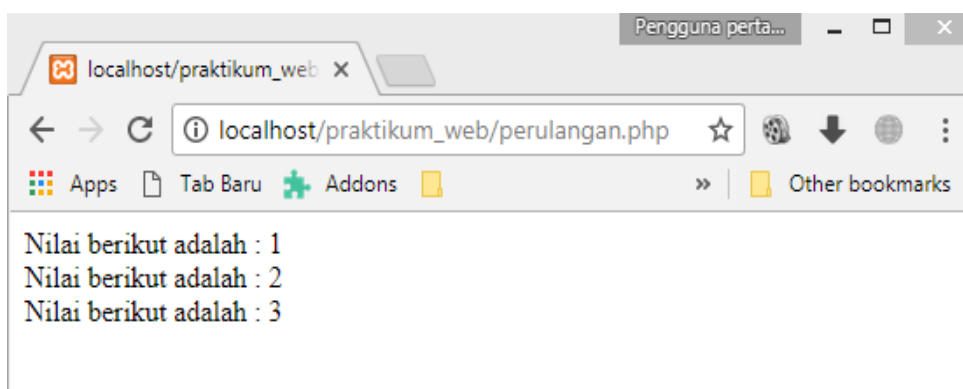 Pengguna perta...
localhost/praktikum_web
localhost/praktikum_web/perulangan.php
Apps Tab Baru Addons » Other bookmarks
Nilai berikut adalah : 1
Nilai berikut adalah : 2
Nilai berikut adalah : 3